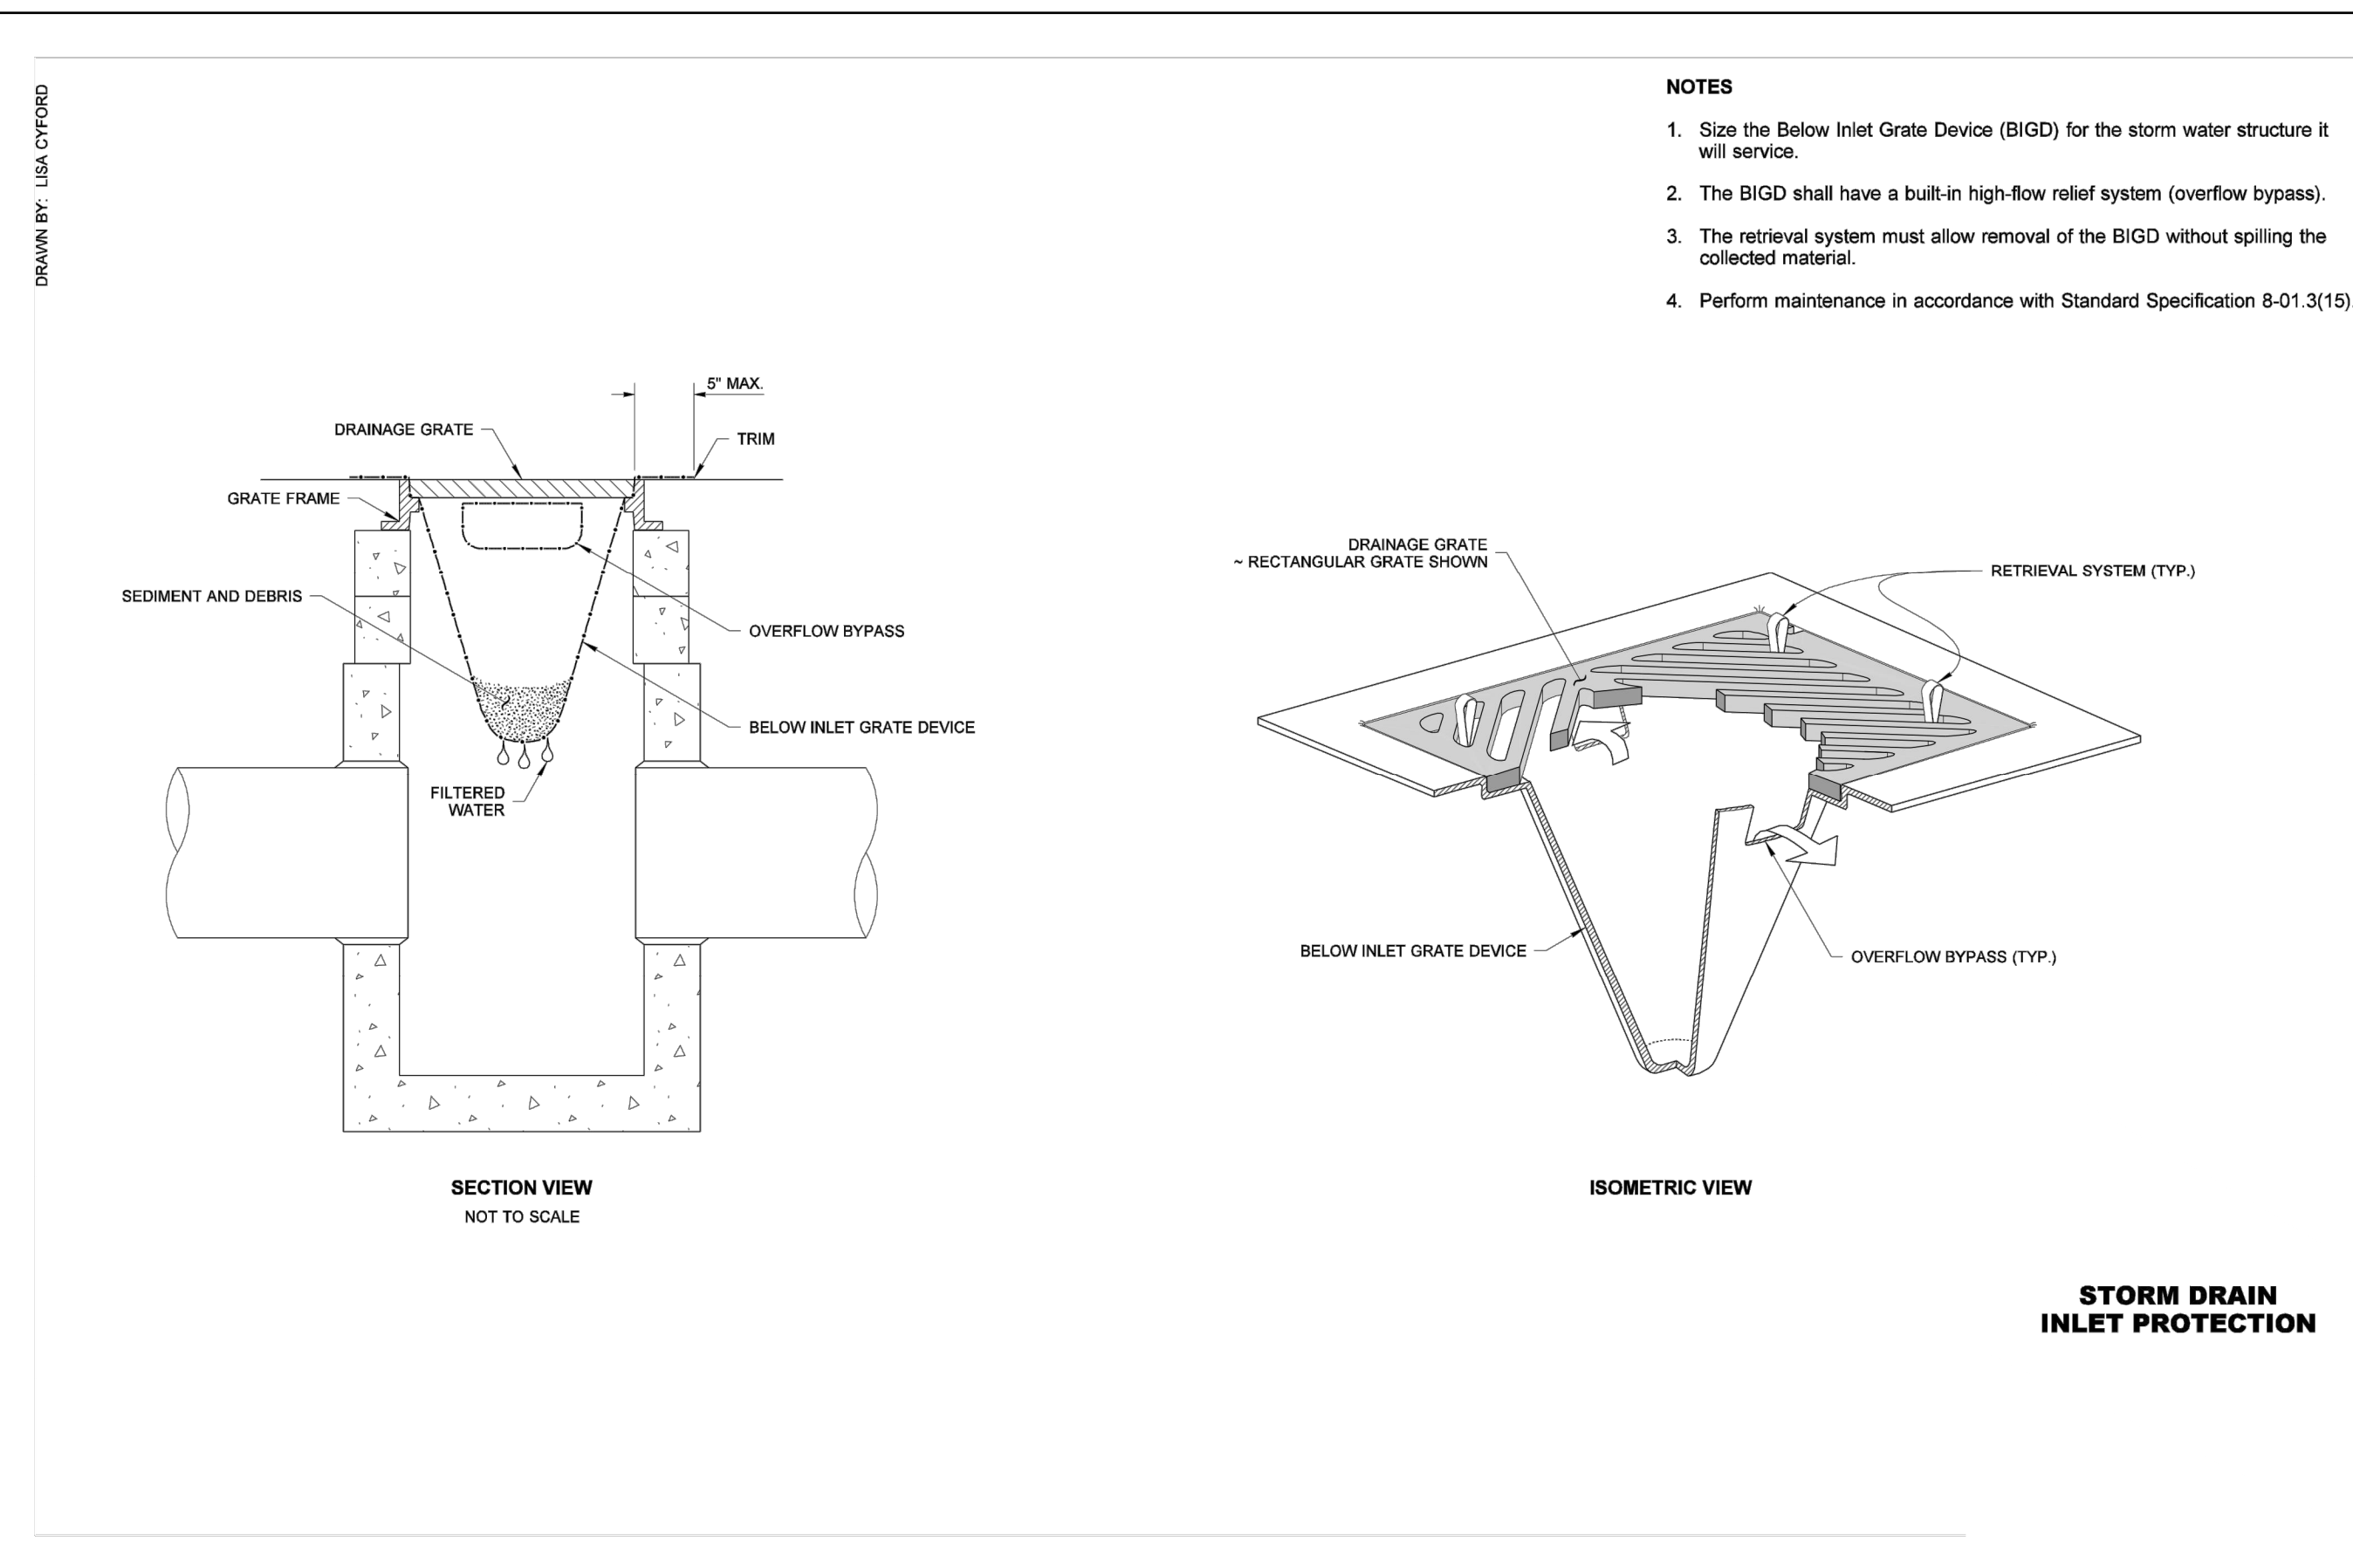 DRAWN BY: LISA CYFORD
NOTES
1. Size the Below Inlet Grate Device (BIGD) for the storm water structure it
will service.
2. The BIGD shall have a built-in high-flow relief system (overflow bypass).
3. The retrieval system must allow removal of the BIGD without spilling the
collected material.
4. Perform maintenance in accordance with Standard Specification 8-01.3(15).
5" MAX.
DRAINAGE GRATE
TRIM
GRATE FRAME
SEDIMENT AND DEBRIS
OVERFLOW BYPASS
BELOW INLET GRATE DEVICE
FILTERED
WATER
SECTION VIEW
NOT TO SCALE
DRAINAGE GRATE
~ RECTANGULAR GRATE SHOWN
RETRIEVAL SYSTEM (TYP.)
BELOW INLET GRATE DEVICE
OVERFLOW BYPASS (TYP.)
ISOMETRIC VIEW
STORM DRAIN
INLET PROTECTION